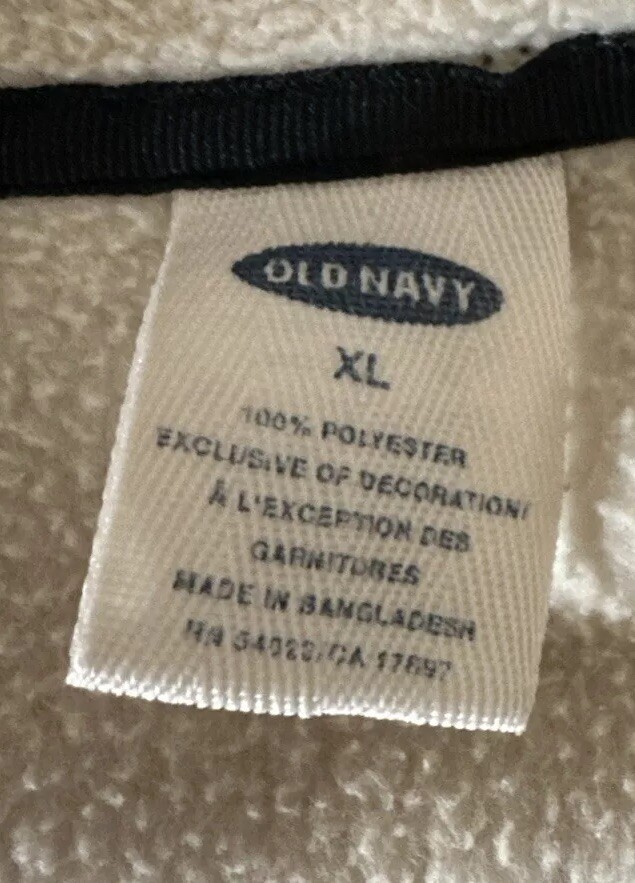 OLD NAVY
XL
100% POLYESTER
EXCLUSIVE OF DECORATION/
À L'EXCEPTION DES
GARNITURES
MADE IN BANGLADESH
RN 54023/CA 17897